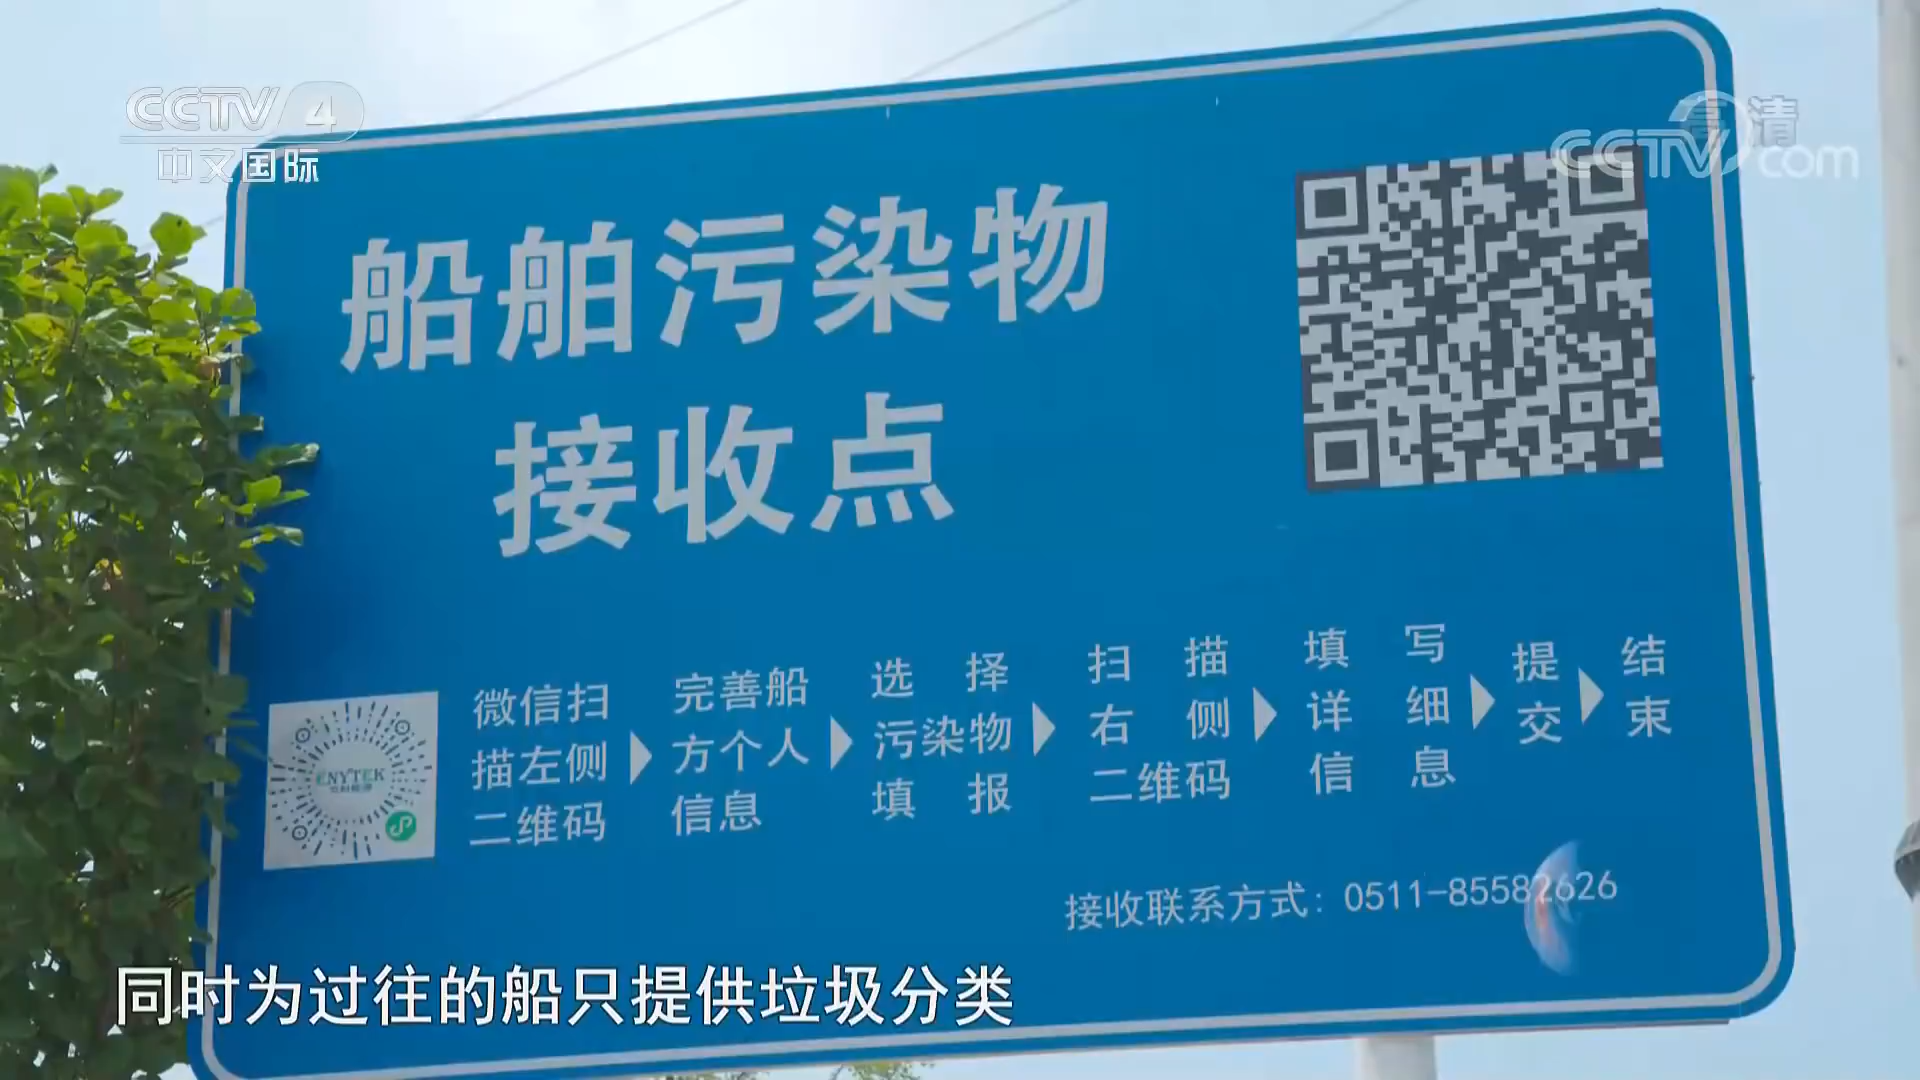 CCTV 4
中文国际
高清
CCTV.com
船舶污染物
接收点
ENYTEK
微信扫
描左侧
二维码
完善船
方个人
信息
选择
污染物
填报
扫描
右侧
二维码
填写
详细
信息
提
交
结
束
接收联系方式：0511-85582626
同时为过往的船只提供垃圾分类